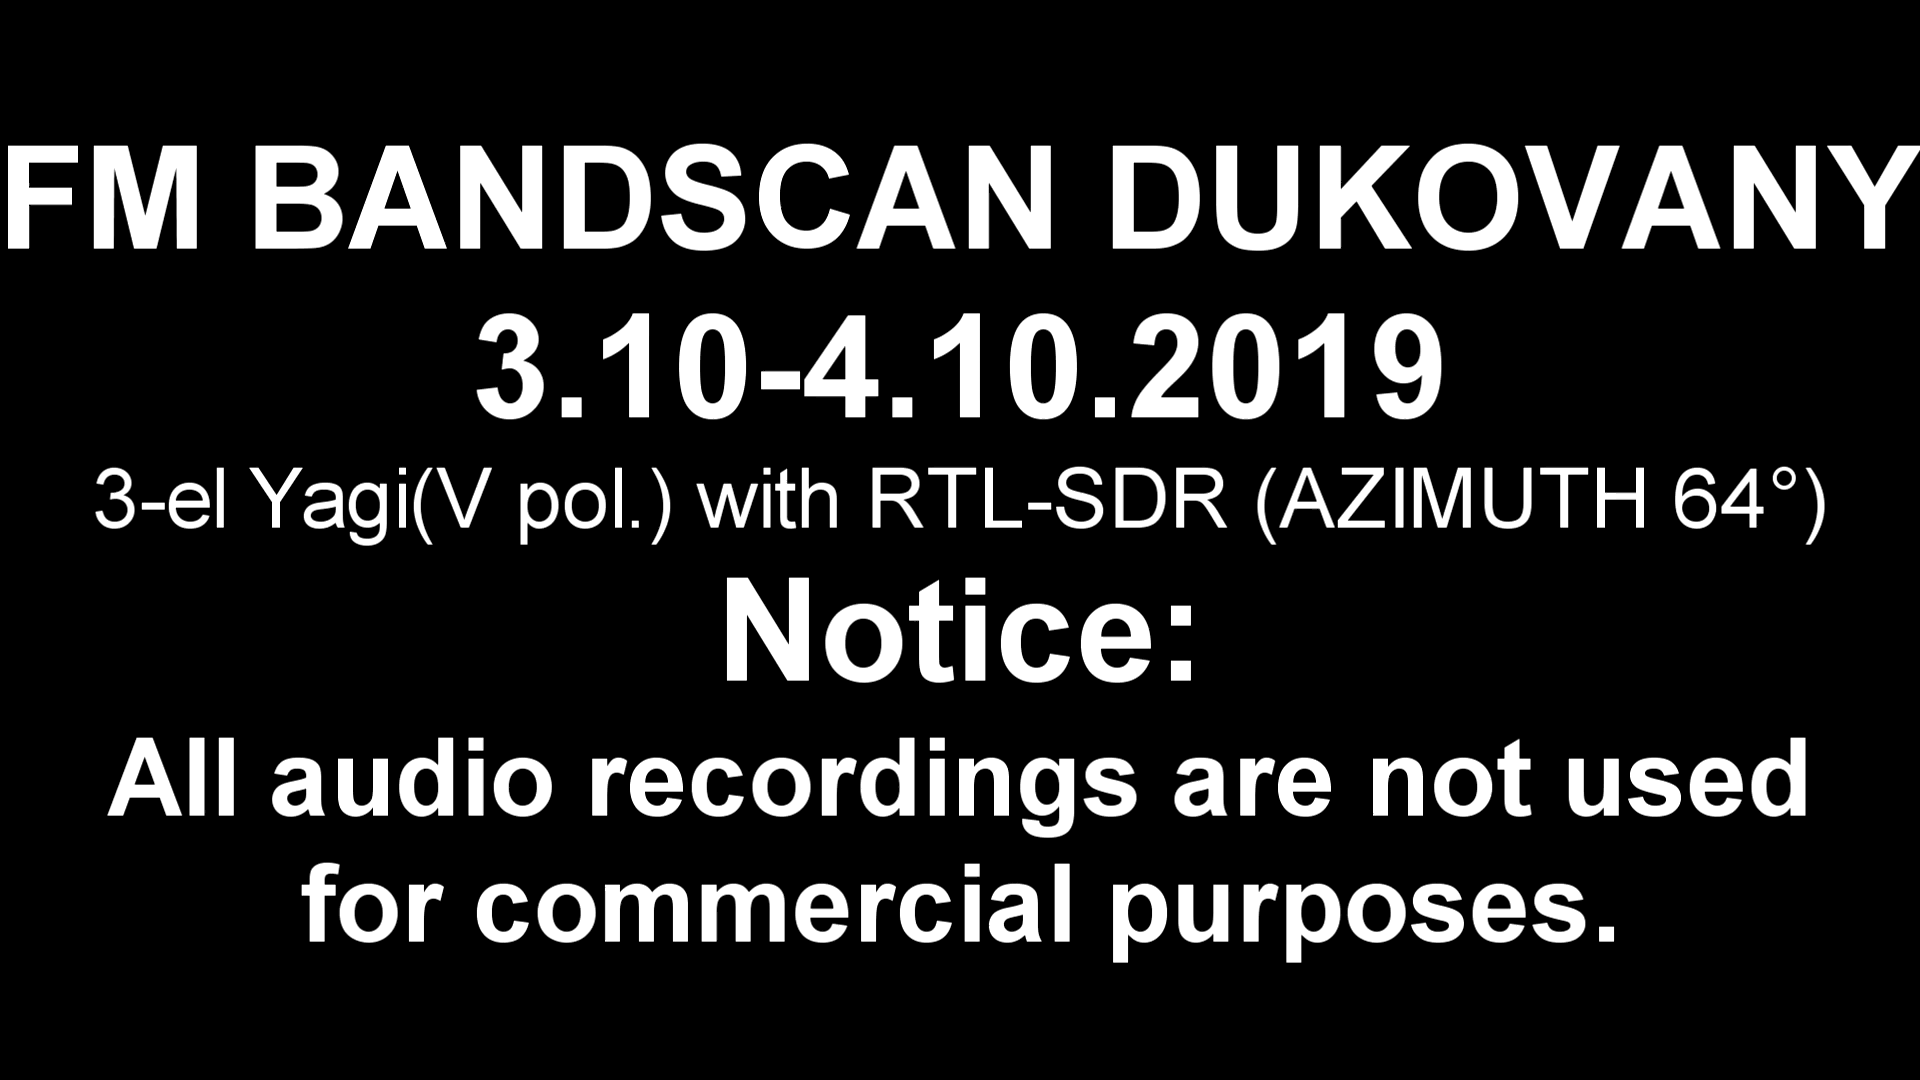 FM BANDSCAN DUKOVANY
3.10-4.10.2019
3-el Yagi(V pol.) with RTL-SDR (AZIMUTH 64°)
Notice:
All audio recordings are not used
for commercial purposes.